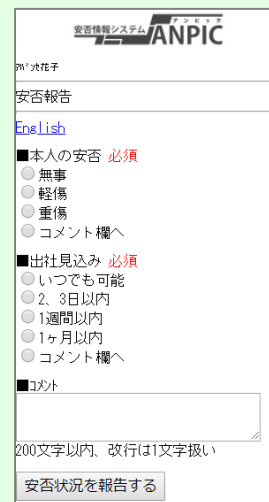 安否情報システム ANPIC アンピック
ｱﾝﾋﾟｯｸ花子
安否報告
English
■本人の安否 必須
無事
軽傷
重傷
コメント欄へ
■出社見込み 必須
いつでも可能
2、3日以内
1週間以内
1ヶ月以内
コメント欄へ
■ｺﾒﾝﾄ
200文字以内、改行は1文字扱い
安否状況を報告する